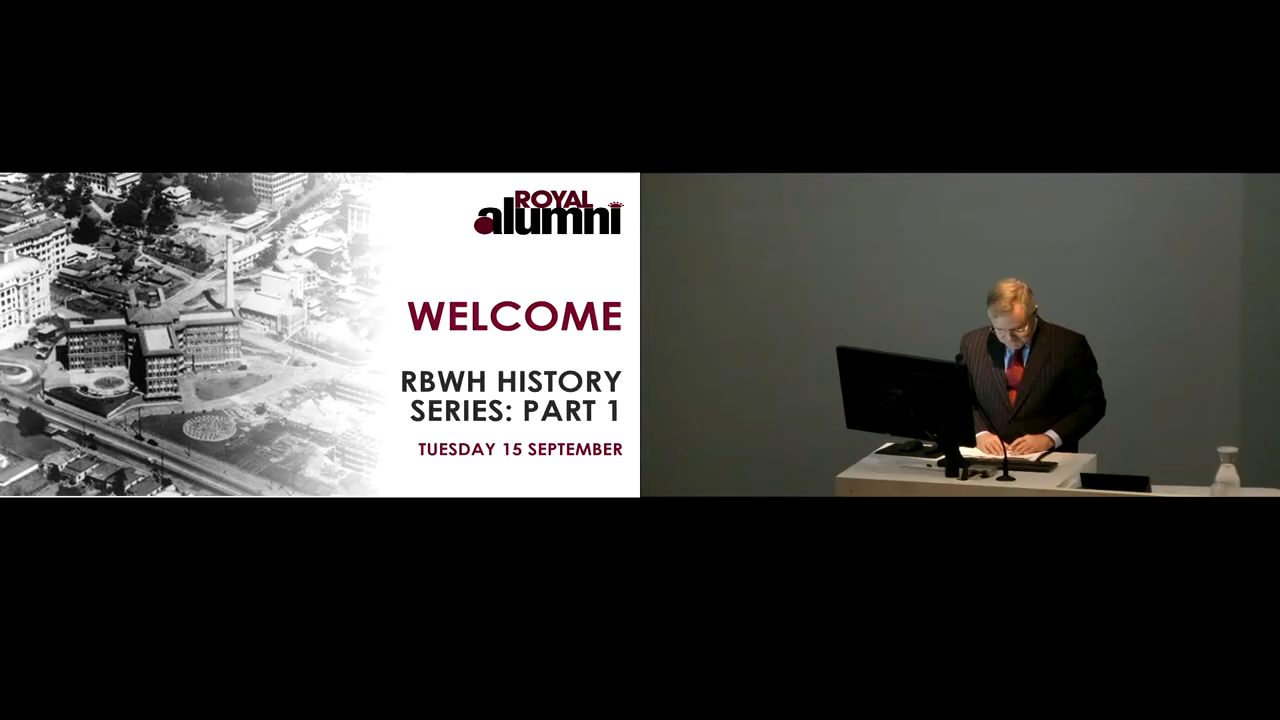 ROYAL
alumni
WELCOME
RBWH HISTORY
SERIES: PART 1
TUESDAY 15 SEPTEMBER